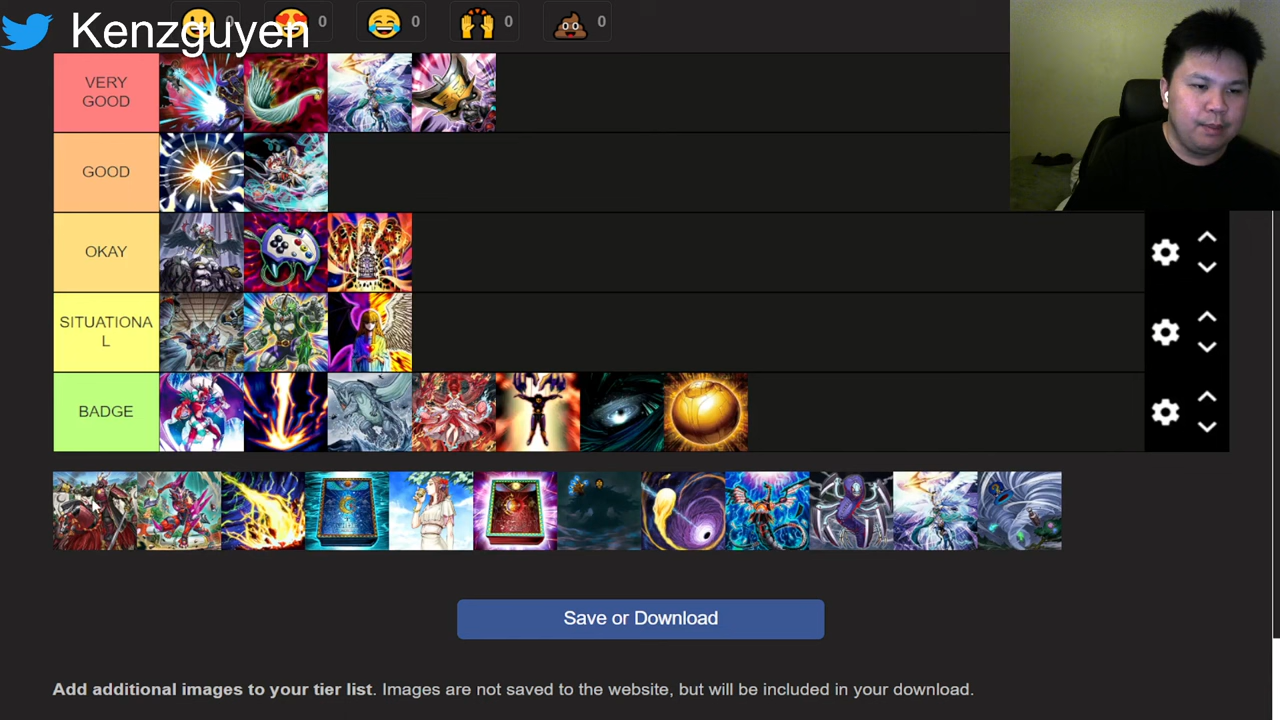 Kenzguyen
0
0
0
0
0
VERY
GOOD
GOOD
OKAY
SITUATIONA
L
BADGE
Save or Download
Add additional images to your tier list. Images are not saved to the website, but will be included in your download.